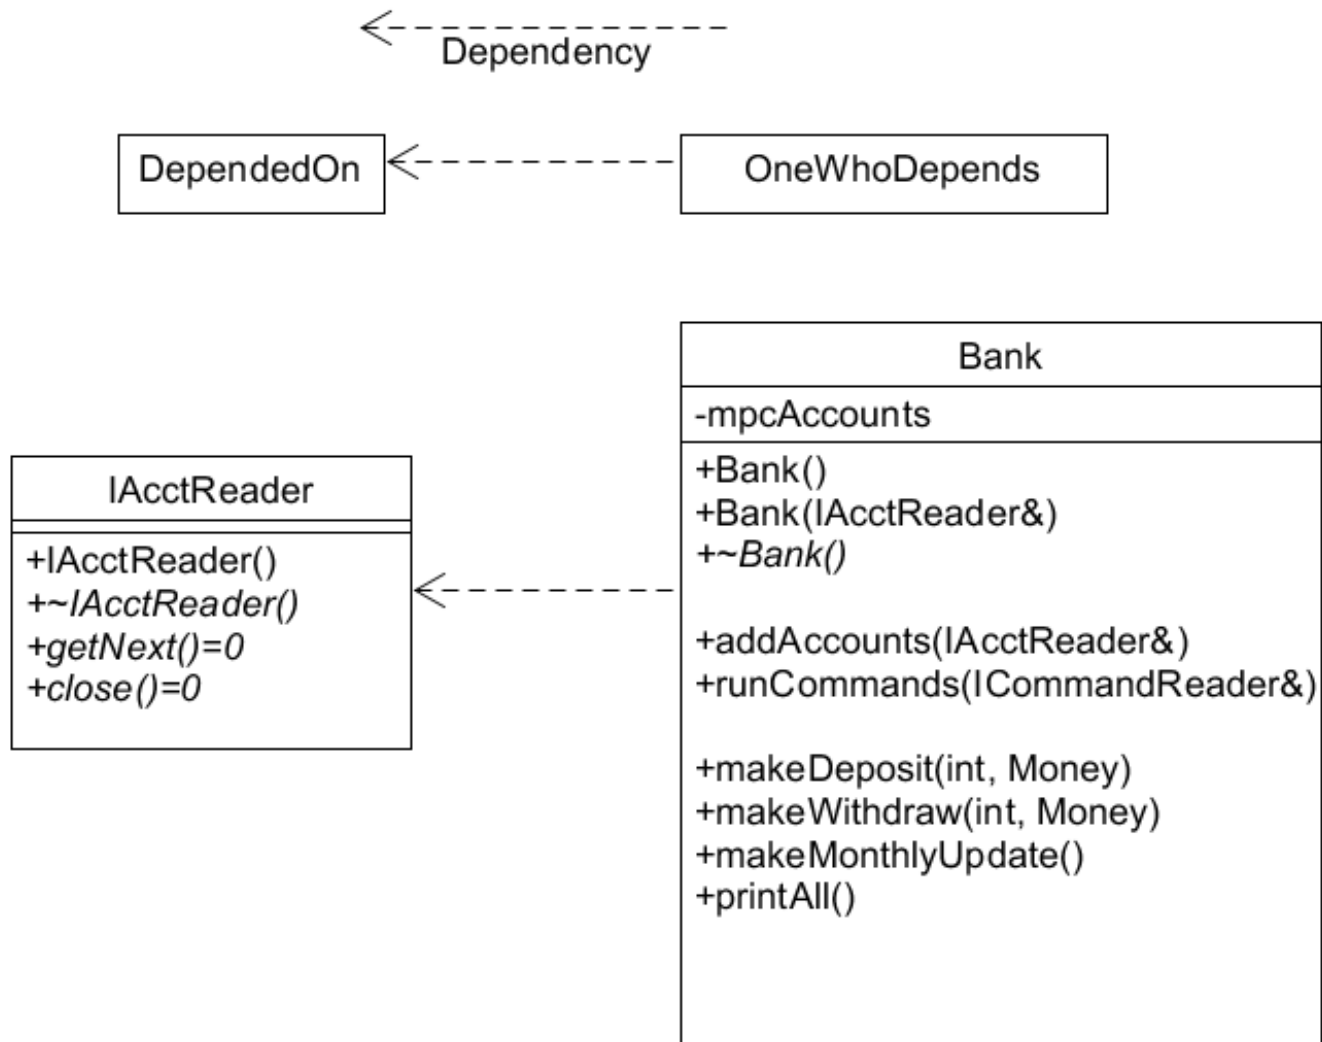 Dependency
DependedOn
OneWhoDepends
IAcctReader
+IAcctReader()
+~IAcctReader()
+getNext()=0
+close()=0
Bank
-mpcAccounts
+Bank()
+Bank(IAcctReader&)
+~Bank()
+addAccounts(IAcctReader&)
+runCommands(ICommandReader&)
+makeDeposit(int, Money)
+makeWithdraw(int, Money)
+makeMonthlyUpdate()
+printAll()